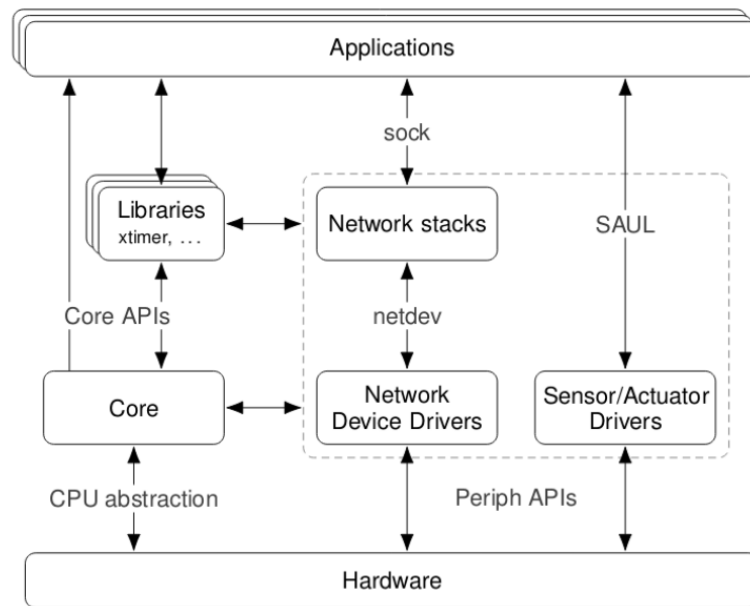 Applications
sock
Libraries
xtimer, . . .
Network stacks
SAUL
Core APIs
netdev
Core
Network
Device Drivers
Sensor/Actuator
Drivers
CPU abstraction
Periph APIs
Hardware